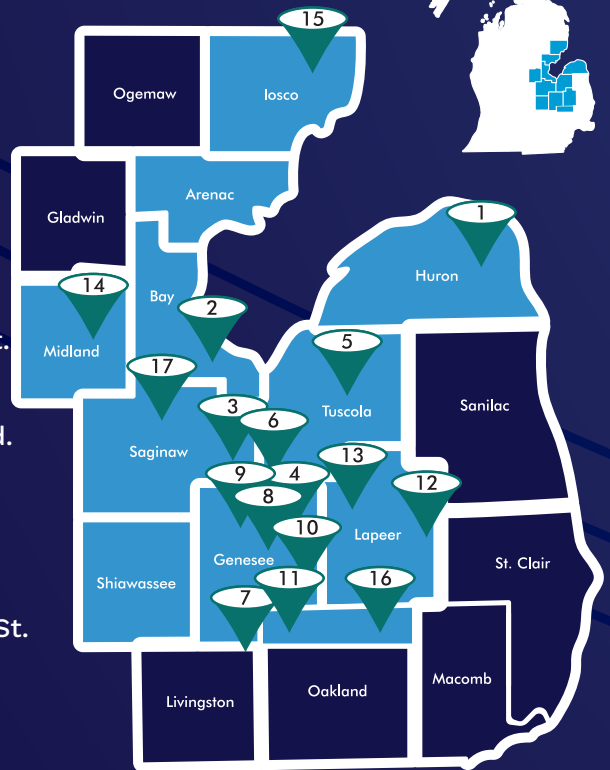 15
Ogemaw
Iosco
Arenac
Gladwin
1
Huron
14
Bay
2
t.
Midland
5
17
Tuscola
Sanilac
3
6
d.
Saginaw
13
9
4
12
8
10
Lapeer
Genesee
St. Clair
Shiawassee
11
16
7
St.
Macomb
Oakland
Livingston